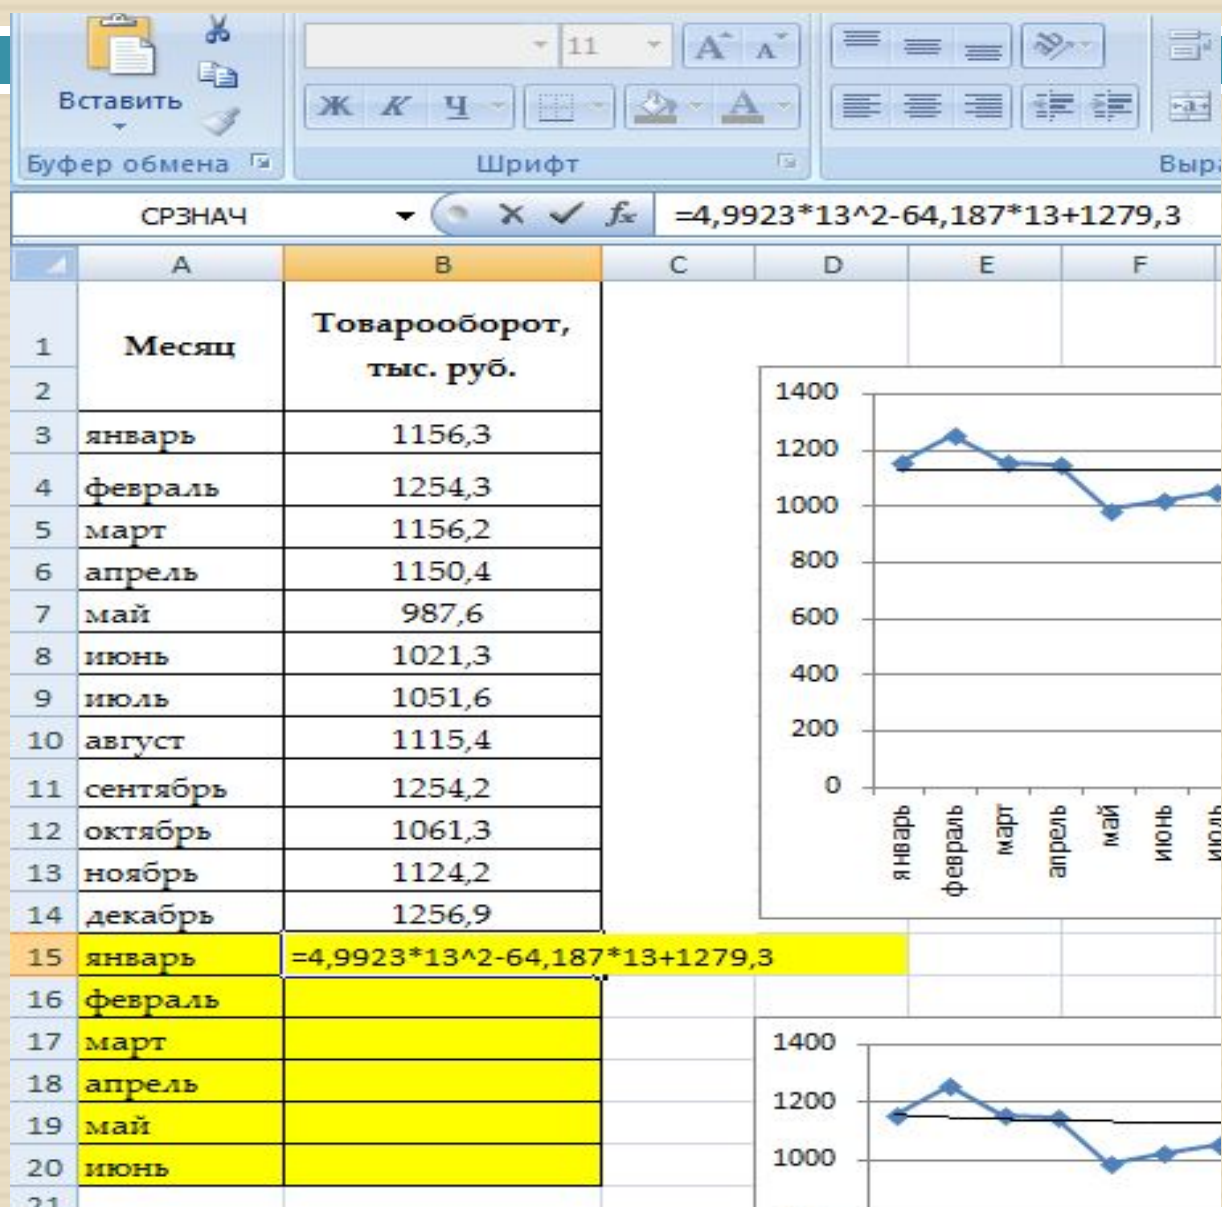 11 А А
Вставить Ж К Ч А
Буфер обмена Шрифт
СРЗНАЧ fx =4,9923*13^2-64,187*13+1279,3
A B C D E F
1 Месяц Товарооборот,
2 тыс. руб.
3 январь 1156,3
4 февраль 1254,3
5 март 1156,2
6 апрель 1150,4
7 май 987,6
8 июнь 1021,3
9 июль 1051,6
10 август 1115,4
11 сентябрь 1254,2
12 октябрь 1061,3
13 ноябрь 1124,2
14 декабрь 1256,9
15 январь =4,9923*13^2-64,187*13+1279,3
16 февраль
17 март
18 апрель
19 май
20 июнь
21
1400
1200
1000
800
600
400
200
0
январь февраль март апрель май июнь июль
1400
1200
1000